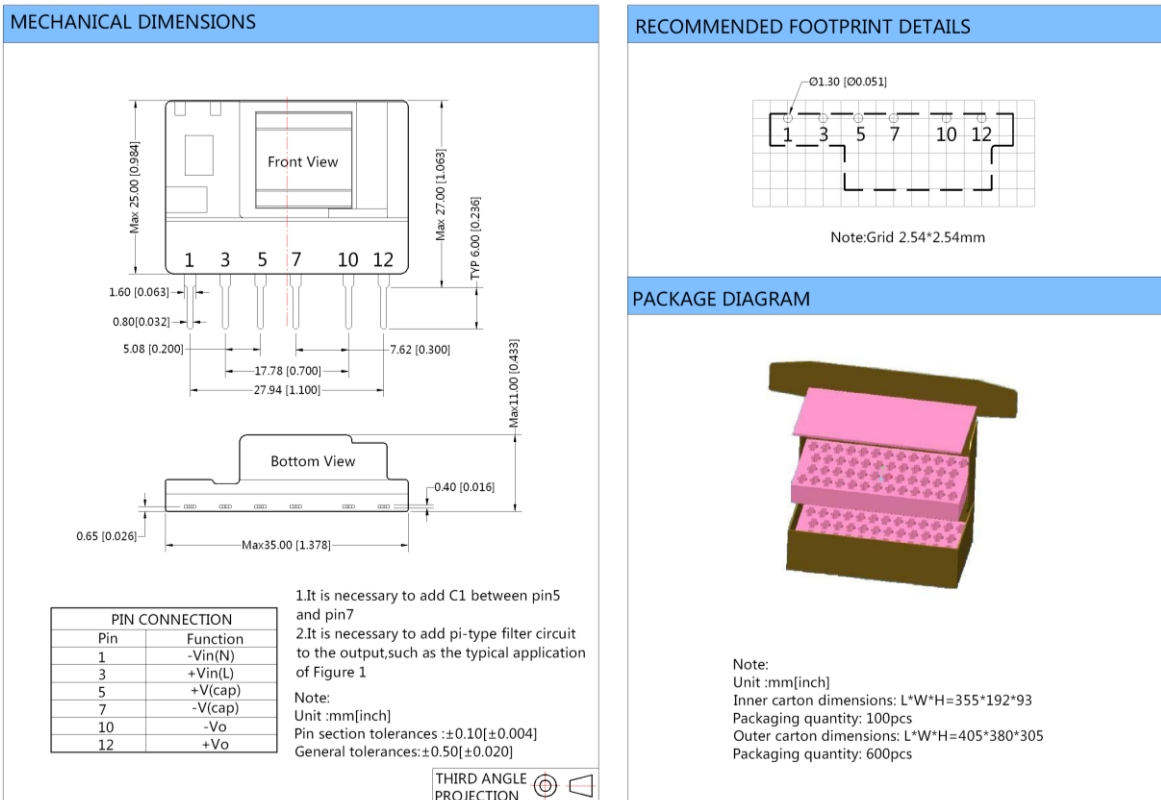 MECHANICAL DIMENSIONS
Max 25.00 [0.984]
Front View
Max 27.00 [1.063]
TYP 6.00 [0.236]
1 3 5 7 10 12
1.60 [0.063]
0.80[0.032]
5.08 [0.200]
7.62 [0.300]
17.78 [0.700]
27.94 [1.100]
Max11.00 [0.433]
Bottom View
0.40 [0.016]
0.65 [0.026]
Max35.00 [1.378]
PIN CONNECTION
Pin Function
1 -Vin(N)
3 +Vin(L)
5 +V(cap)
7 -V(cap)
10 -Vo
12 +Vo
1.It is necessary to add C1 between pin5
and pin7
2.It is necessary to add pi-type filter circuit
to the output,such as the typical application
of Figure 1
Note:
Unit :mm[inch]
Pin section tolerances :±0.10[±0.004]
General tolerances:±0.50[±0.020]
THIRD ANGLE
PROJECTION
RECOMMENDED FOOTPRINT DETAILS
Ø1.30 [Ø0.051]
1 3 5 7 10 12
Note:Grid 2.54*2.54mm
PACKAGE DIAGRAM
Note:
Unit :mm[inch]
Inner carton dimensions: L*W*H=355*192*93
Packaging quantity: 100pcs
Outer carton dimensions: L*W*H=405*380*305
Packaging quantity: 600pcs